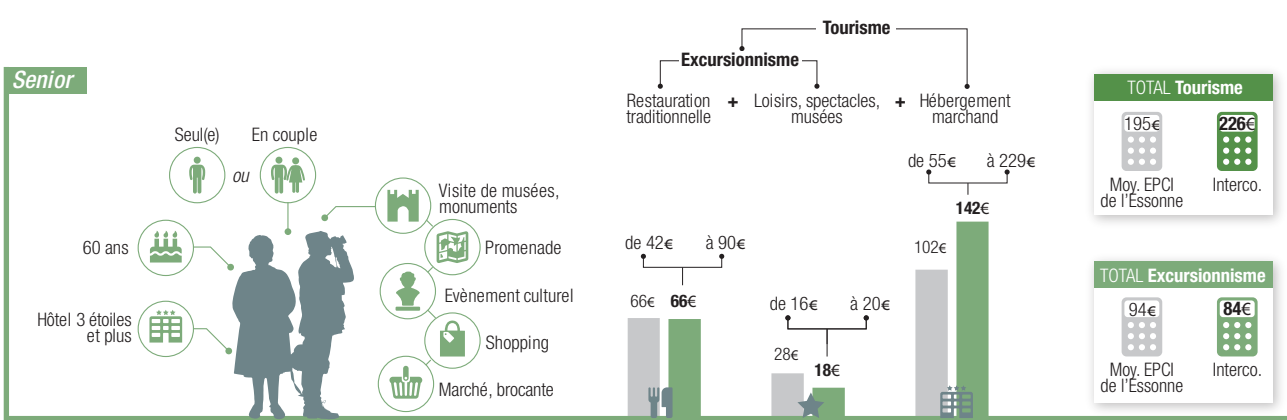 Senior
Seul(e)
ou
En couple
60 ans
Hôtel 3 étoiles
et plus
Visite de musées,
monuments
Promenade
Evènement culturel
Shopping
Marché, brocante
Tourisme
Excursionnisme
Restauration
traditionnelle
+
Loisirs, spectacles,
musées
+
Hébergement
marchand
de 42€
à 90€
66€
66€
de 16€
à 20€
28€
18€
de 55€
à 229€
102€
142€
TOTAL Tourisme
195€
226€
Moy. EPCI
de l'Éssonne
Interco.
TOTAL Excursionnisme
94€
84€
Moy. EPCI
de l'Éssonne
Interco.